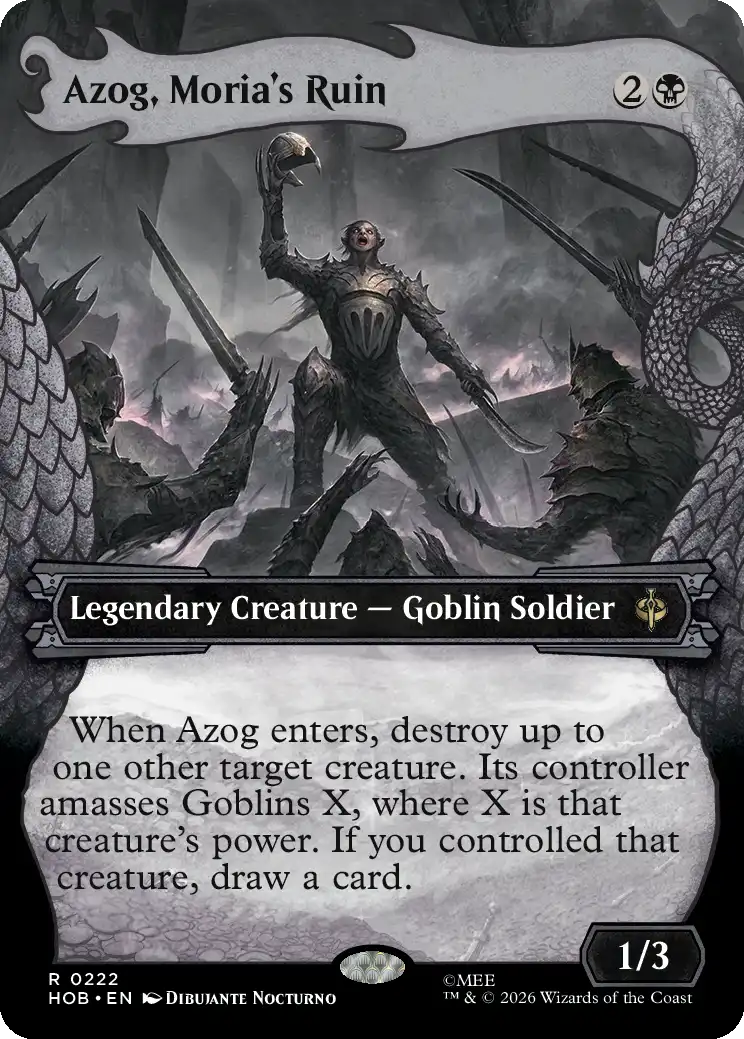 Azog, Moria's Ruin 2
Legendary Creature — Goblin Soldier
When Azog enters, destroy up to
one other target creature. Its controller
amasses Goblins X, where X is that
creature's power. If you controlled that
creature, draw a card.
1/3
R 0222
HOB • EN DIBUJANTE NOCTURNO
©MEE
™ & © 2026 Wizards of the Coast